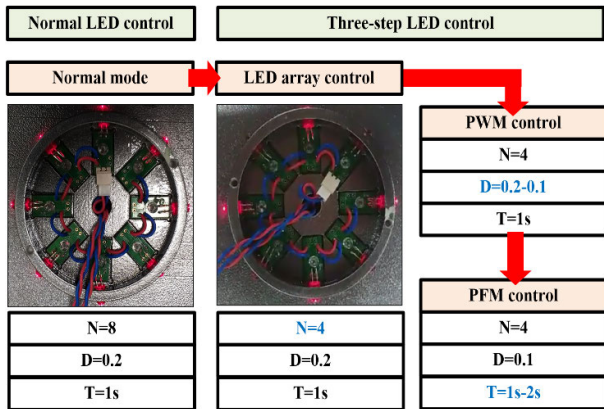 Normal LED control
Three-step LED control
Normal mode
LED array control
PWM control
N=4
D=0.2-0.1
T=1s
PFM control
N=4
D=0.1
T=1s-2s
N=8
D=0.2
T=1s
N=4
D=0.2
T=1s